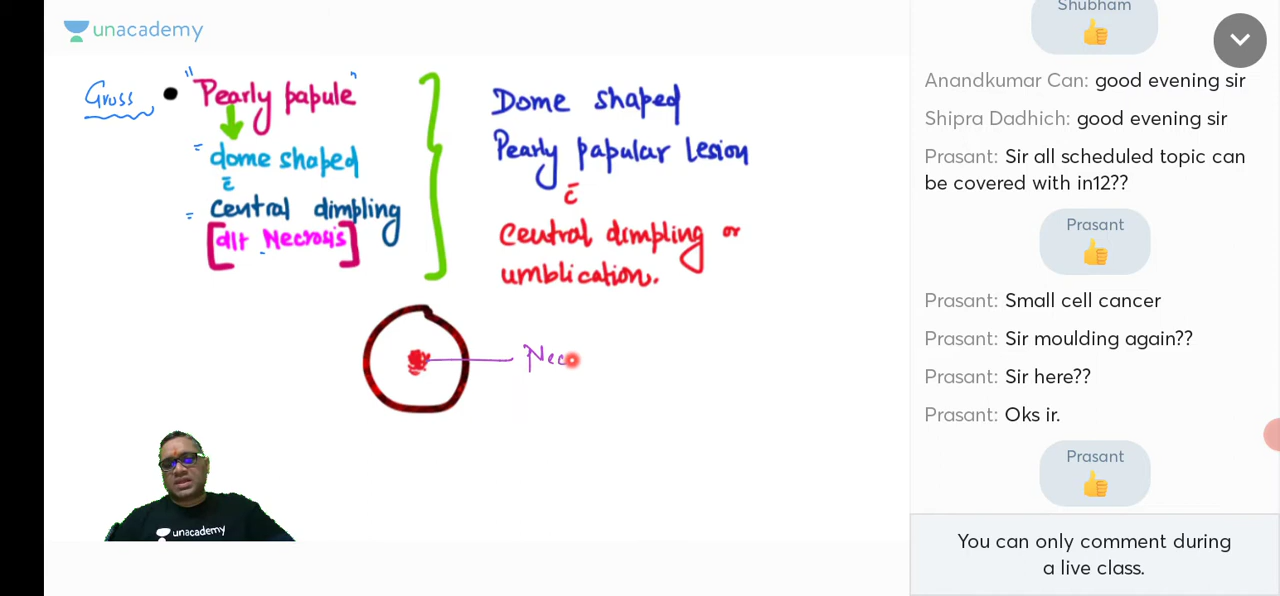 unacademy
Gross • "Pearly papule"
= dome shaped
c̄
= central dimpling
[dlt Necrosis]
Dome shaped
Pearly papular lesion
c̄
central dimpling or
umblication.
Nec
unacademy
Shubham
👍
Anandkumar Can: good evening sir
Shipra Dadhich: good evening sir
Prasant: Sir all scheduled topic can
be covered with in12??
Prasant
👍
Prasant: Small cell cancer
Prasant: Sir moulding again??
Prasant: Sir here??
Prasant: Oks ir.
Prasant
👍
You can only comment during
a live class.